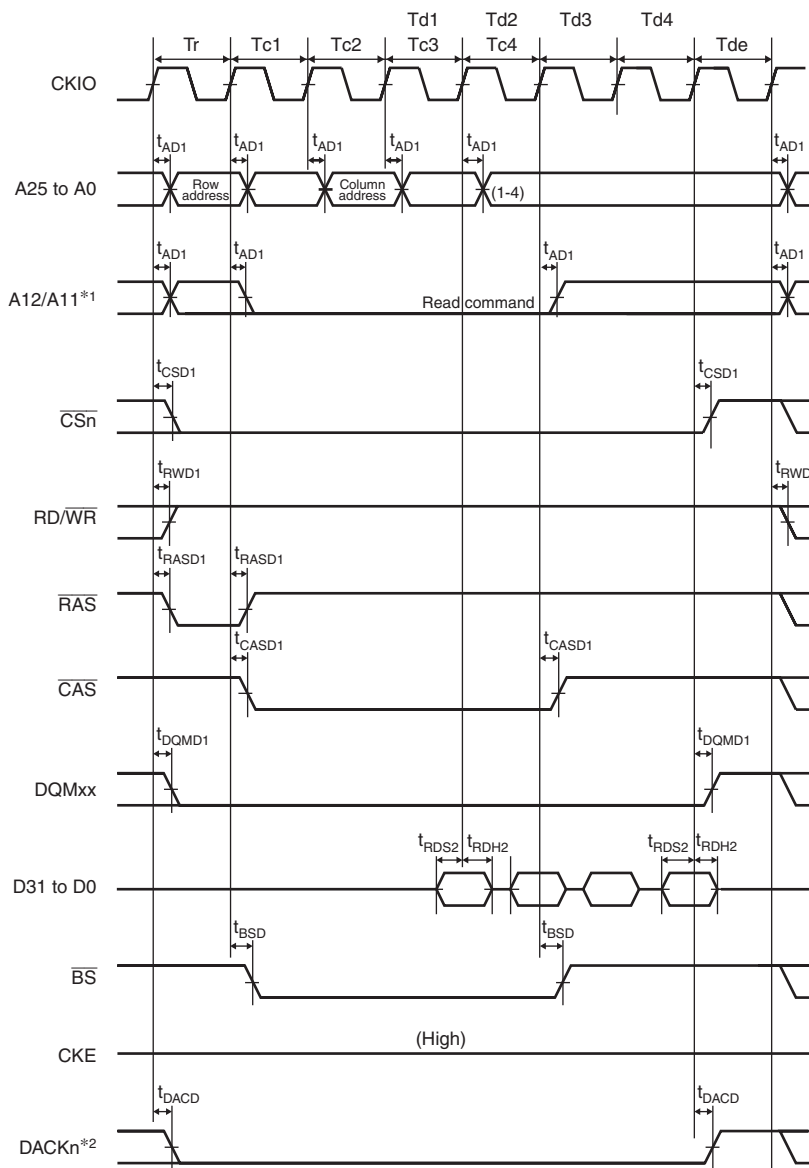 Td1 Td2 Td3 Td4
Tr Tc1 Tc2 Tc3 Tc4 Tde
CKIO
tAD1 tAD1 tAD1 tAD1 tAD1 tAD1
A25 to A0
Row address
Column address
(1-4)
tAD1 tAD1 tAD1 tAD1
A12/A11*1
Read command
tCSD1 tCSD1
CSn
tRWD1 tRWD
RD/WR
tRASD1 tRASD1
RAS
tCASD1 tCASD1
CAS
tDQMD1 tDQMD1
DQMxx
tRDS2 tRDH2 tRDS2 tRDH2
D31 to D0
tBSD tBSD
BS
(High)
CKE
tDACD tDACD
DACKn*2